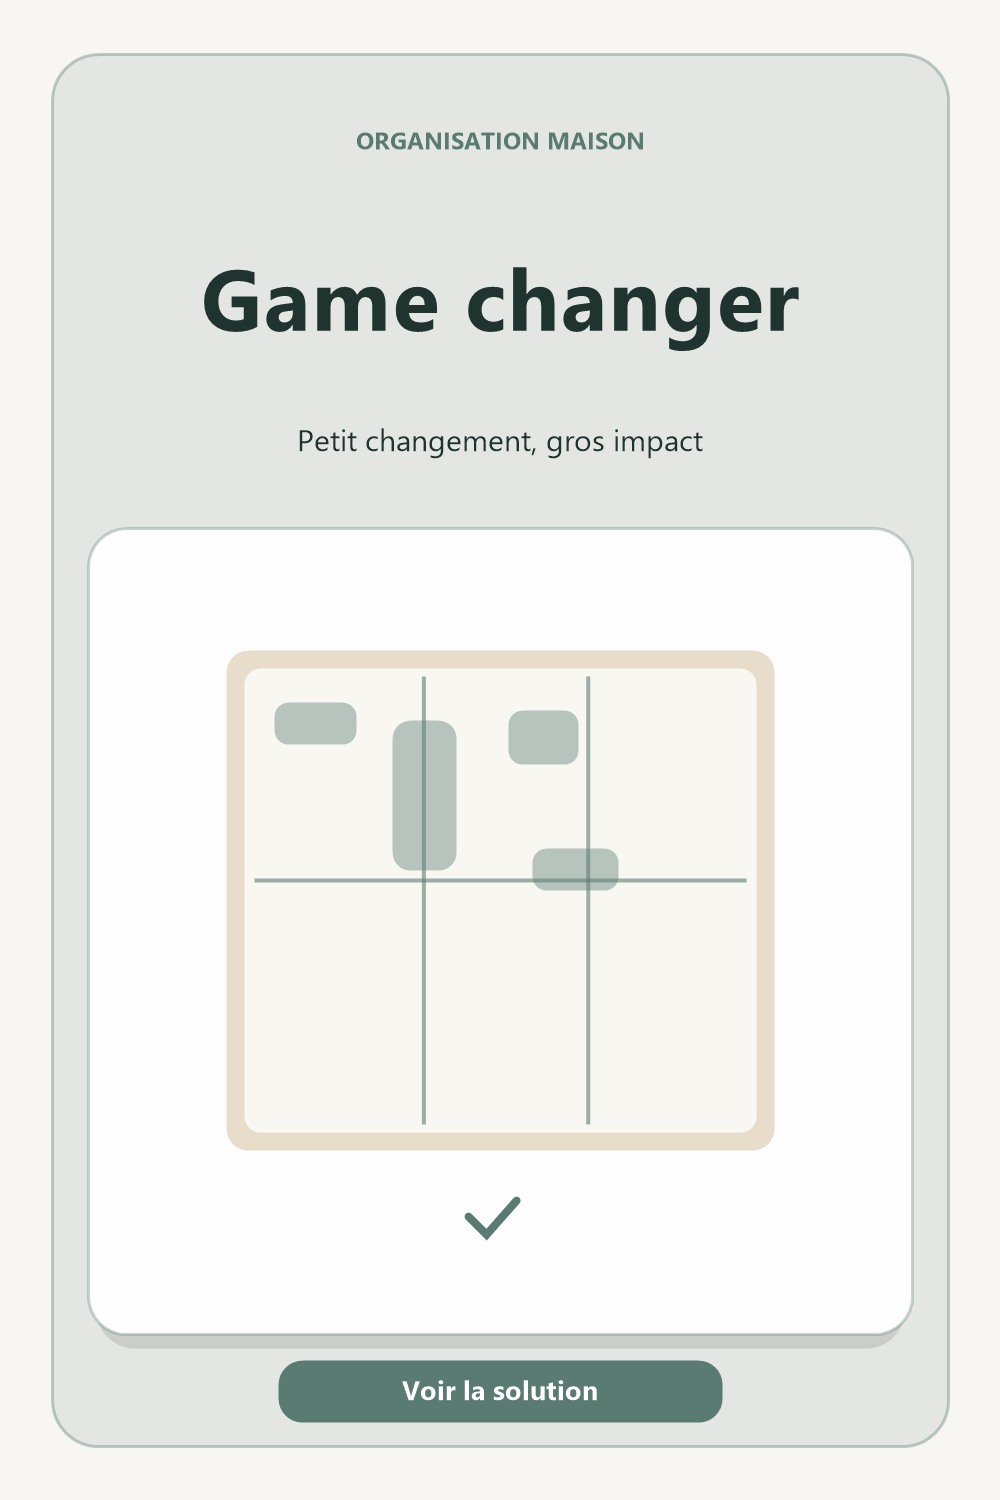 ORGANISATION MAISON
Game changer
Petit changement, gros impact
Voir la solution